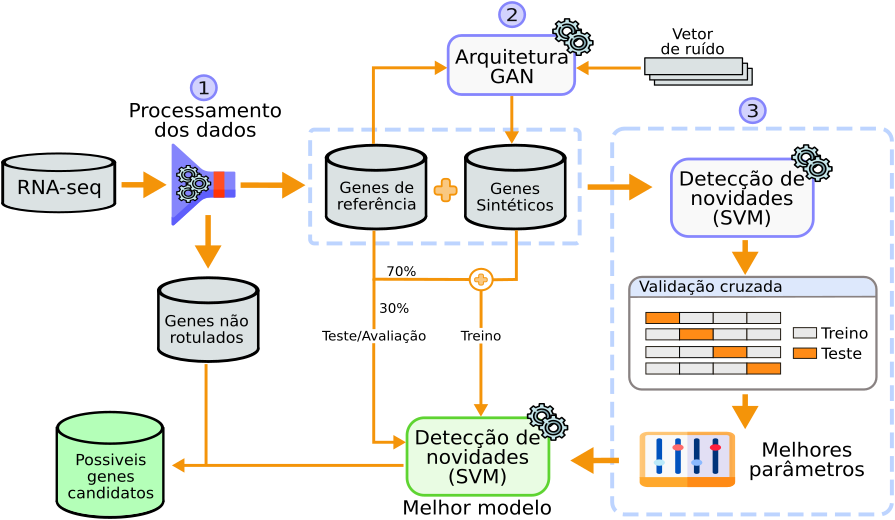 1
Processamento
dos dados
RNA-seq
2
Arquitetura
GAN
Vetor
de ruído
Genes de
referência
Genes
Sintéticos
3
Detecção de
novidades
(SVM)
Validação cruzada
Treino
Teste
Melhores
parâmetros
70%
30%
Teste/Avaliação
Treino
Genes não
rotulados
Possiveis
genes
candidatos
Detecção de
novidades
(SVM)
Melhor modelo